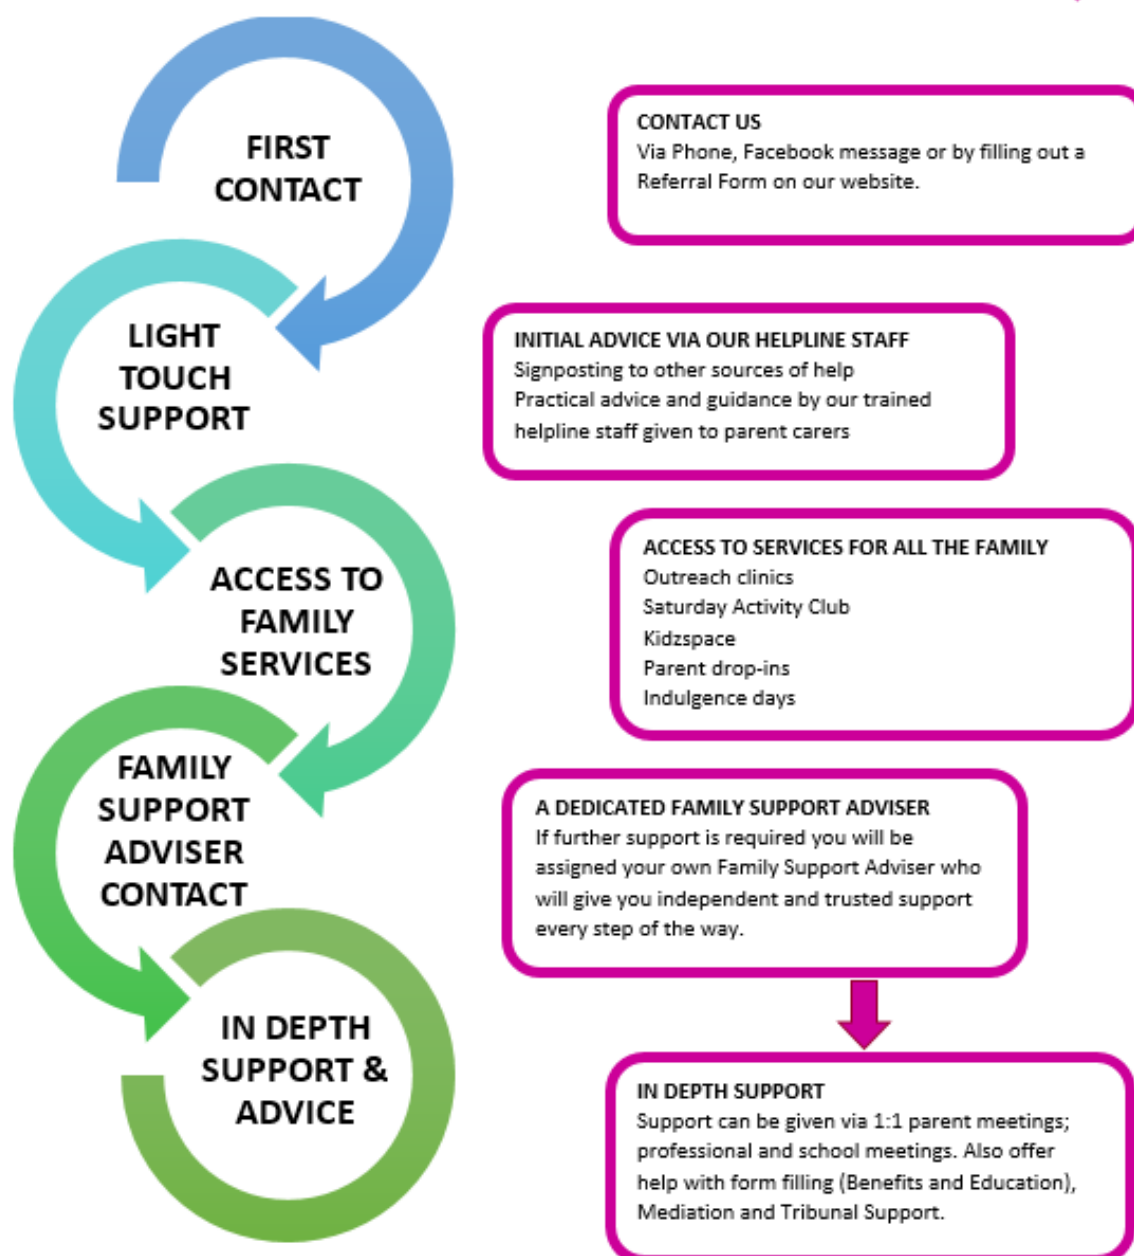 FIRST
CONTACT
CONTACT US
Via Phone, Facebook message or by filling out a
Referral Form on our website.
LIGHT
TOUCH
SUPPORT
INITIAL ADVICE VIA OUR HELPLINE STAFF
Signposting to other sources of help
Practical advice and guidance by our trained
helpline staff given to parent carers
ACCESS TO
FAMILY
SERVICES
ACCESS TO SERVICES FOR ALL THE FAMILY
Outreach clinics
Saturday Activity Club
Kidzspace
Parent drop-ins
Indulgence days
FAMILY
SUPPORT
ADVISER
CONTACT
A DEDICATED FAMILY SUPPORT ADVISER
If further support is required you will be
assigned your own Family Support Adviser who
will give you independent and trusted support
every step of the way.
IN DEPTH
SUPPORT &
ADVICE
IN DEPTH SUPPORT
Support can be given via 1:1 parent meetings;
professional and school meetings. Also offer
help with form filling (Benefits and Education),
Mediation and Tribunal Support.